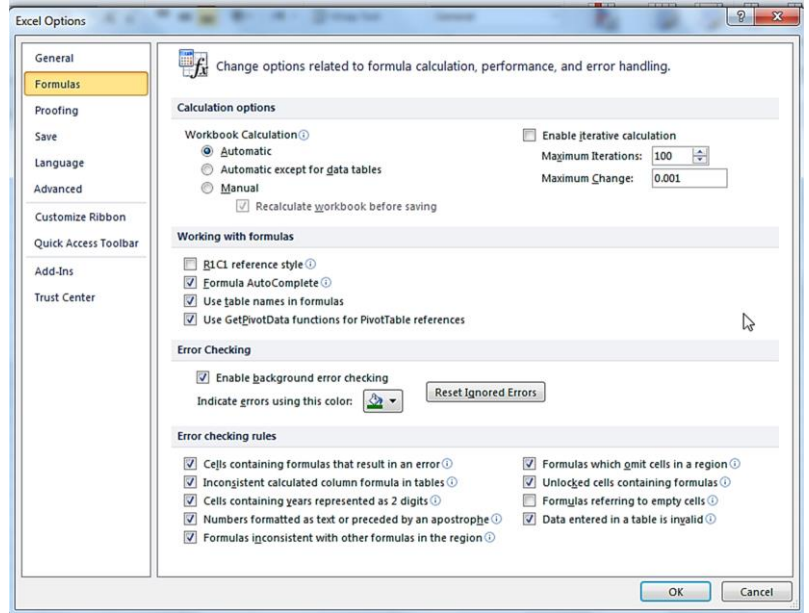 Excel Options
General
Formulas
Proofing
Save
Language
Advanced
Customize Ribbon
Quick Access Toolbar
Add-Ins
Trust Center
Change options related to formula calculation, performance, and error handling.
Calculation options
Workbook Calculation
Automatic
Automatic except for data tables
Manual
Recalculate workbook before saving
Enable iterative calculation
Maximum Iterations: 100
Maximum Change: 0.001
Working with formulas
R1C1 reference style
Formula AutoComplete
Use table names in formulas
Use GetPivotData functions for PivotTable references
Error Checking
Enable background error checking
Indicate errors using this color:
Reset Ignored Errors
Error checking rules
Cells containing formulas that result in an error
Inconsistent calculated column formula in tables
Cells containing years represented as 2 digits
Numbers formatted as text or preceded by an apostrophe
Formulas inconsistent with other formulas in the region
Formulas which omit cells in a region
Unlocked cells containing formulas
Formulas referring to empty cells
Data entered in a table is invalid
OK
Cancel